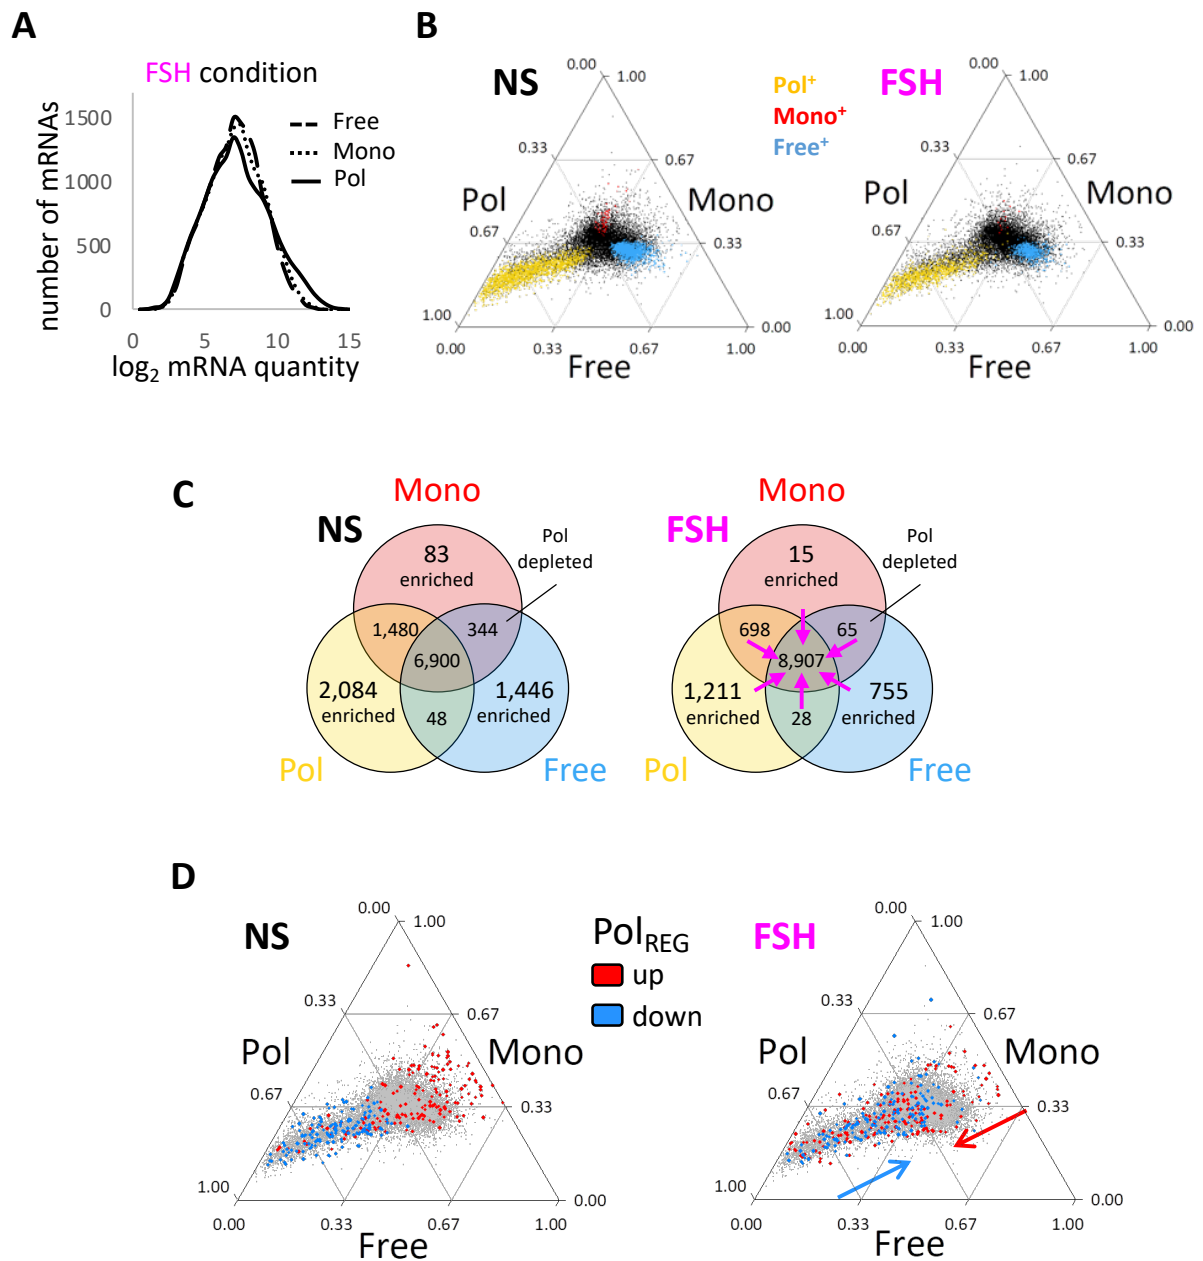 A
FSH condition
number of mRNAs
1500
1000
500
0
Free
Mono
Pol
0 5 10 15
log2 mRNA quantity
B
NS
0.00
1.00
0.33
0.67
Pol
Mono
0.67
0.33
1.00
0.00
0.00 0.33 0.67 1.00
Free
Pol+
Mono+
Free+
FSH
0.00
1.00
0.33
0.67
Pol
Mono
0.67
0.33
1.00
0.00
0.00 0.33 0.67 1.00
Free
C
Mono
NS
83
enriched
Pol
depleted
1,480
344
6,900
2,084
enriched
1,446
enriched
48
Pol
Free
Mono
FSH
15
enriched
Pol
depleted
698
65
8,907
1,211
enriched
755
enriched
28
Pol
Free
D
NS
0.00
1.00
0.33
0.67
Pol
Mono
0.67
0.33
1.00
0.00
0.00 0.33 0.67 1.00
Free
PolREG
up
down
FSH
0.00
1.00
0.33
0.67
Pol
Mono
0.67
0.33
1.00
0.00
0.00 0.33 0.67 1.00
Free